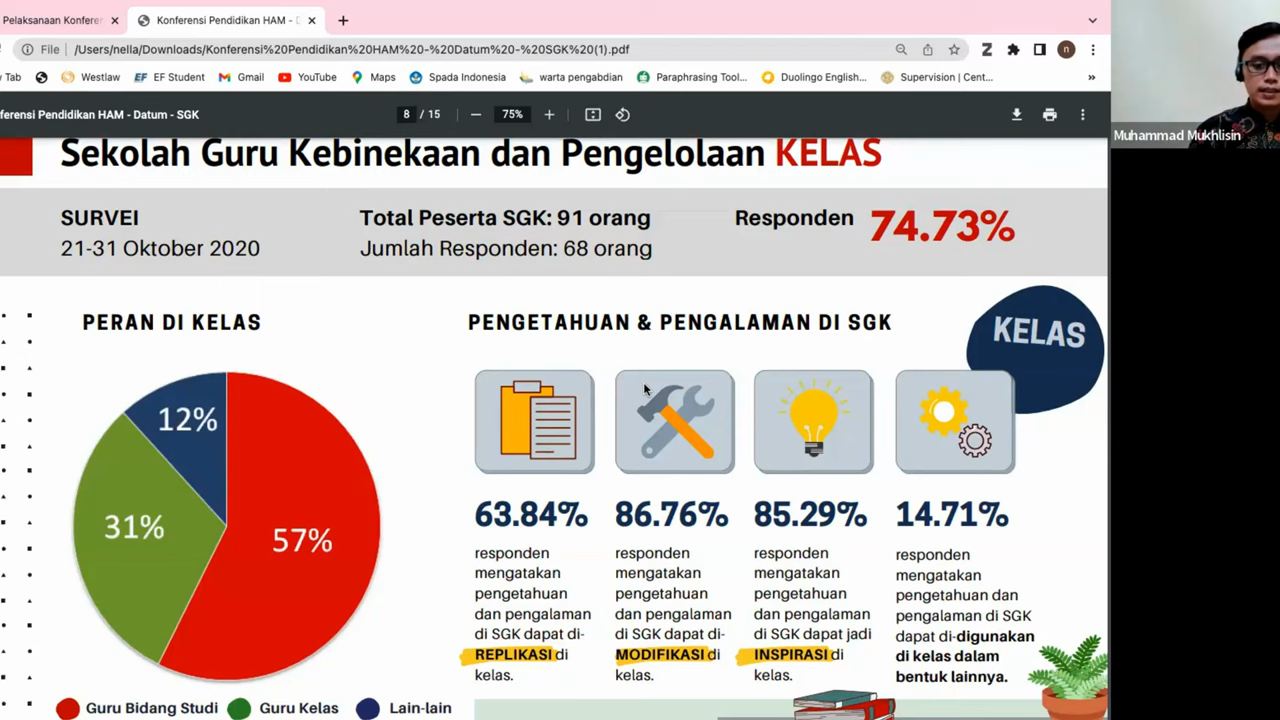 Pelaksanaan Konferen
Konferensi Pendidikan HAM - D
File | /Users/nella/Downloads/Konferensi%20Pendidikan%20HAM%20-%20Datum%20-%20SGK%20(1).pdf
Tab
Westlaw
EF EF Student
Gmail
YouTube
Maps
Spada Indonesia
warta pengabdian
Paraphrasing Tool...
Duolingo English...
Supervision | Cent...
ferensi Pendidikan HAM - Datum - SGK
8 / 15
75%
Muhammad Mukhlisin
Sekolah Guru Kebinekaan dan Pengelolaan KELAS
SURVEI
21-31 Oktober 2020
Total Peserta SGK: 91 orang
Jumlah Responden: 68 orang
Responden 74.73%
PERAN DI KELAS
12%
31%
57%
Guru Bidang Studi
Guru Kelas
Lain-lain
PENGETAHUAN & PENGALAMAN DI SGK
KELAS
63.84%
responden
mengatakan
pengetahuan
dan pengalaman
di SGK dapat di-
REPLIKASI di
kelas.
86.76%
responden
mengatakan
pengetahuan
dan pengalaman
di SGK dapat di-
MODIFIKASI di
kelas.
85.29%
responden
mengatakan
pengetahuan
dan pengalaman
di SGK dapat jadi
INSPIRASI di
kelas.
14.71%
responden
mengatakan
pengetahuan dan
pengalaman di SGK
dapat di-digunakan
di kelas dalam
bentuk lainnya.